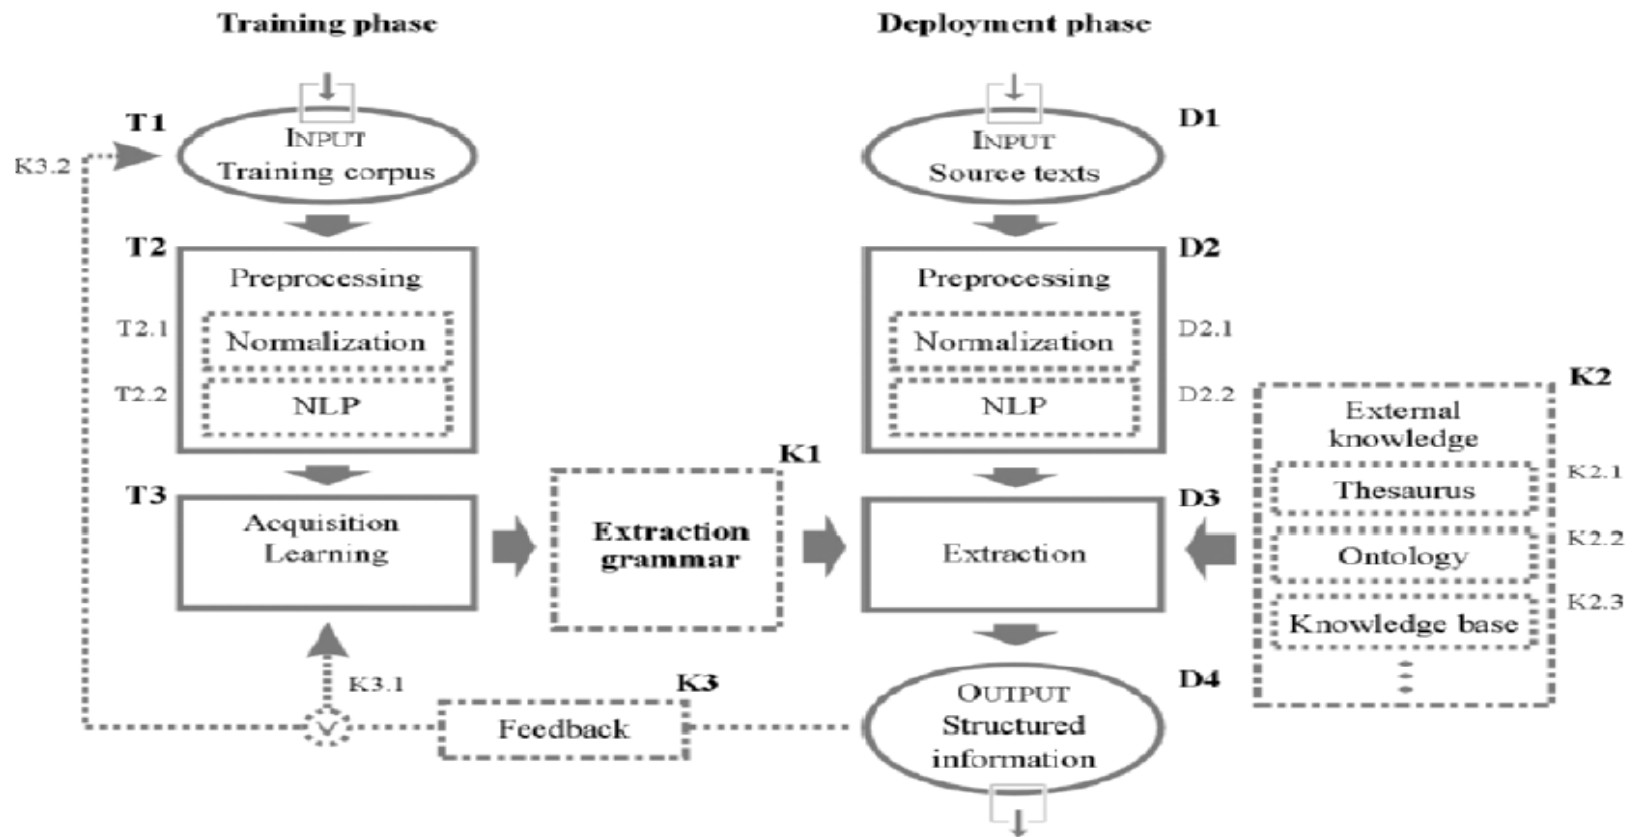 Training phase
Deployment phase
T1
INPUT
Training corpus
K3.2
D1
INPUT
Source texts
T2
Preprocessing
T2.1
Normalization
T2.2
NLP
D2
Preprocessing
D2.1
Normalization
D2.2
NLP
T3
Acquisition
Learning
K1
Extraction
grammar
D3
Extraction
K2
External
knowledge
K2.1
Thesaurus
K2.2
Ontology
K2.3
Knowledge base
K3.1
V
K3
Feedback
D4
OUTPUT
Structured
information